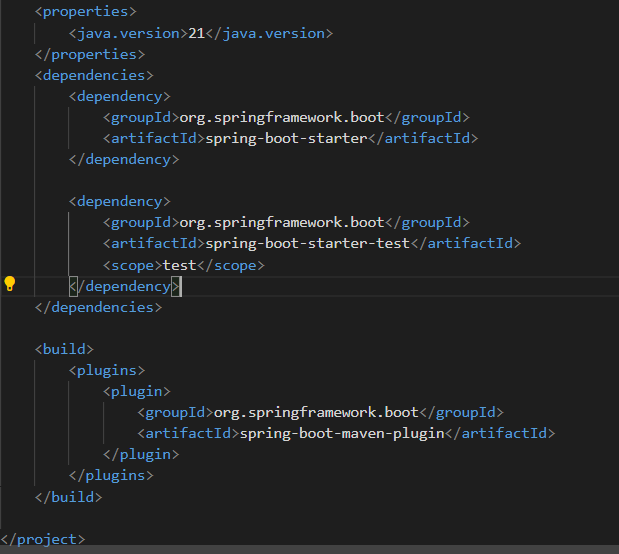 <properties>
<java.version>21</java.version>
</properties>
<dependencies>
<dependency>
<groupId>org.springframework.boot</groupId>
<artifactId>spring-boot-starter</artifactId>
</dependency>
<dependency>
<groupId>org.springframework.boot</groupId>
<artifactId>spring-boot-starter-test</artifactId>
<scope>test</scope>
</dependency>
</dependencies>
<build>
<plugins>
<plugin>
<groupId>org.springframework.boot</groupId>
<artifactId>spring-boot-maven-plugin</artifactId>
</plugin>
</plugins>
</build>
</project>